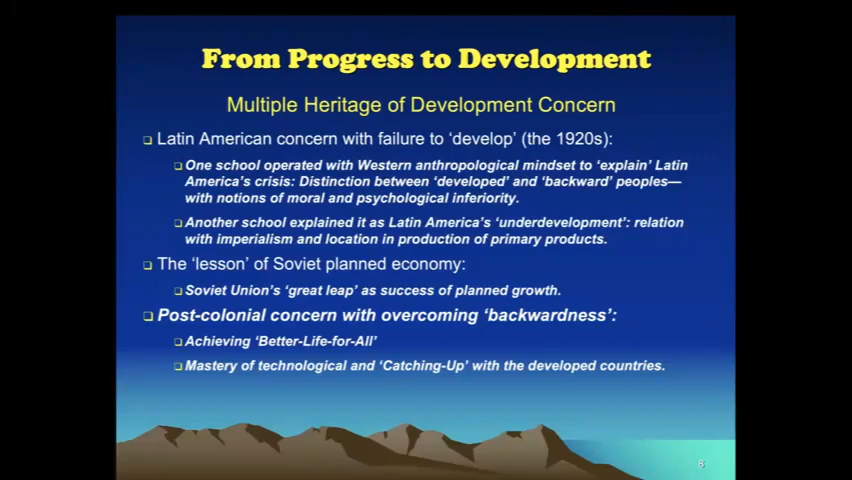 From Progress to Development
Multiple Heritage of Development Concern
❑ Latin American concern with failure to ‘develop’ (the 1920s):
❑ One school operated with Western anthropological mindset to ‘explain’ Latin
America’s crisis: Distinction between ‘developed’ and ‘backward’ peoples—
with notions of moral and psychological inferiority.
❑ Another school explained it as Latin America’s ‘underdevelopment’: relation
with imperialism and location in production of primary products.
❑ The ‘lesson’ of Soviet planned economy:
❑ Soviet Union’s ‘great leap’ as success of planned growth.
❑ Post-colonial concern with overcoming ‘backwardness’:
❑ Achieving ‘Better-Life-for-All’
❑ Mastery of technological and ‘Catching-Up’ with the developed countries.
6